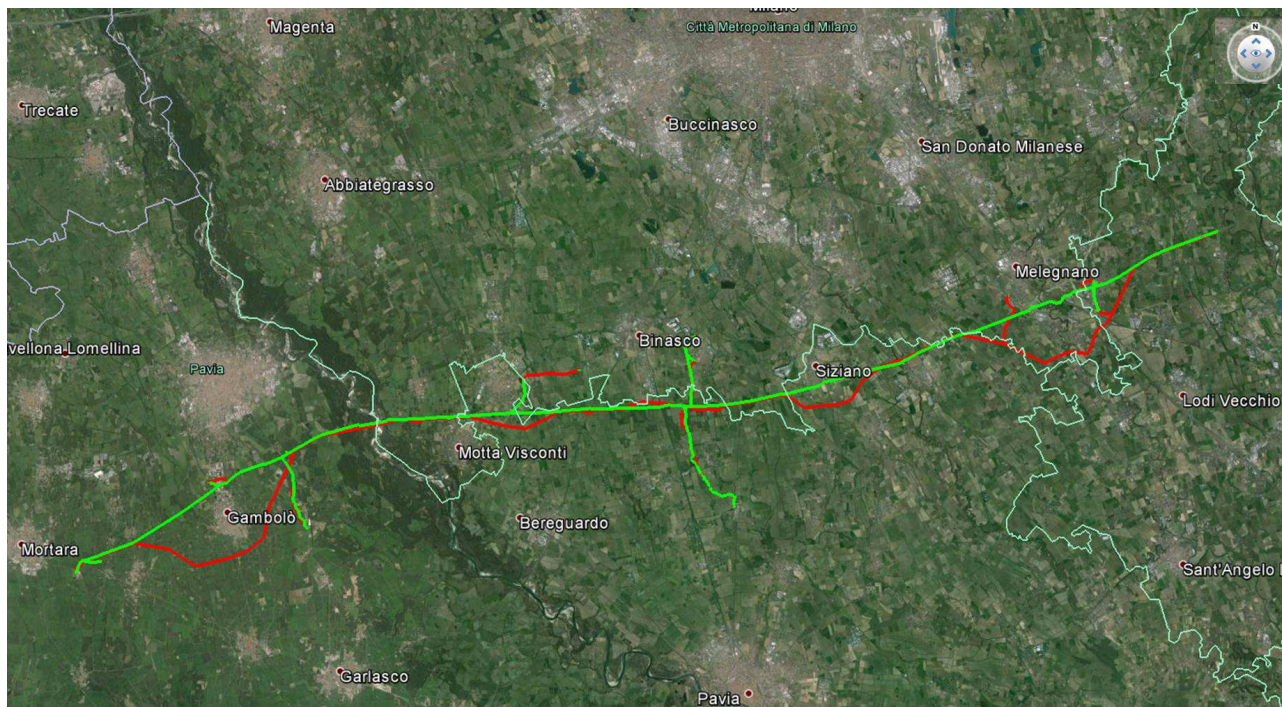 Milano
Città Metropolitana di Milano
N
Magenta
Trecate
Buccinasco
San Donato Milanese
Abbiategrasso
Melegnano
Binasco
vellona Lomellina
Pavia
Siziano
Lodi Vecchio
Motta Visconti
Gambolò
Bereguardo
Mortara
Sant'Angelo
Garlasco
Pavia